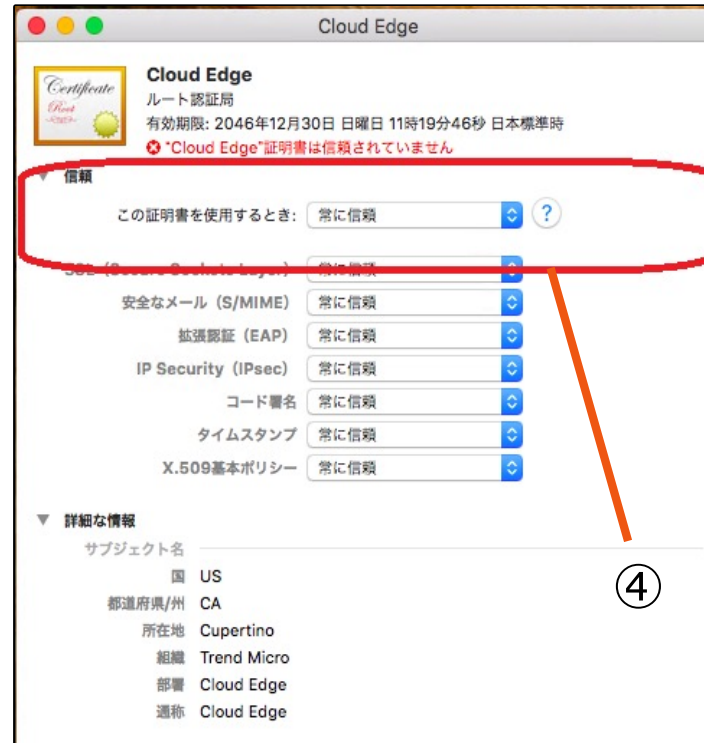 Cloud Edge
Certificate
Root
Cloud Edge
ルート認証局
有効期限: 2046年12月30日 日曜日 11時19分46秒 日本標準時
"Cloud Edge"証明書は信頼されていません
▼ 信頼
この証明書を使用するとき: 常に信頼 ?
SSL (Secure Sockets Layer) 常に信頼
安全なメール (S/MIME) 常に信頼
拡張認証 (EAP) 常に信頼
IP Security (IPsec) 常に信頼
コード署名 常に信頼
タイムスタンプ 常に信頼
X.509基本ポリシー 常に信頼
▼ 詳細な情報
サブジェクト名
国 US
④
都道府県/州 CA
所在地 Cupertino
組織 Trend Micro
部署 Cloud Edge
通称 Cloud Edge